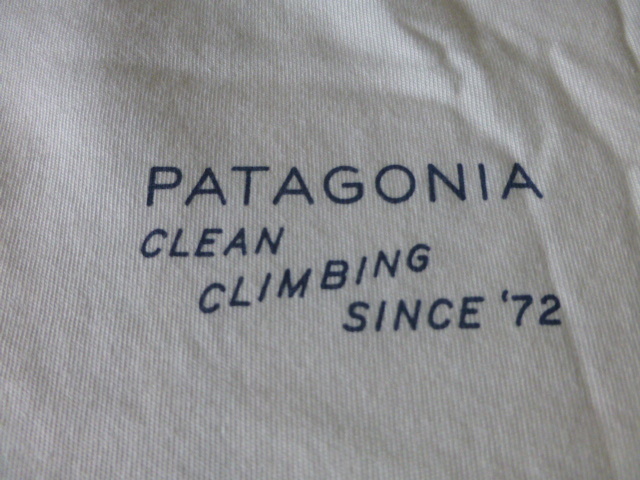 PATAGONIA
CLEAN
CLIMBING
SINCE '72